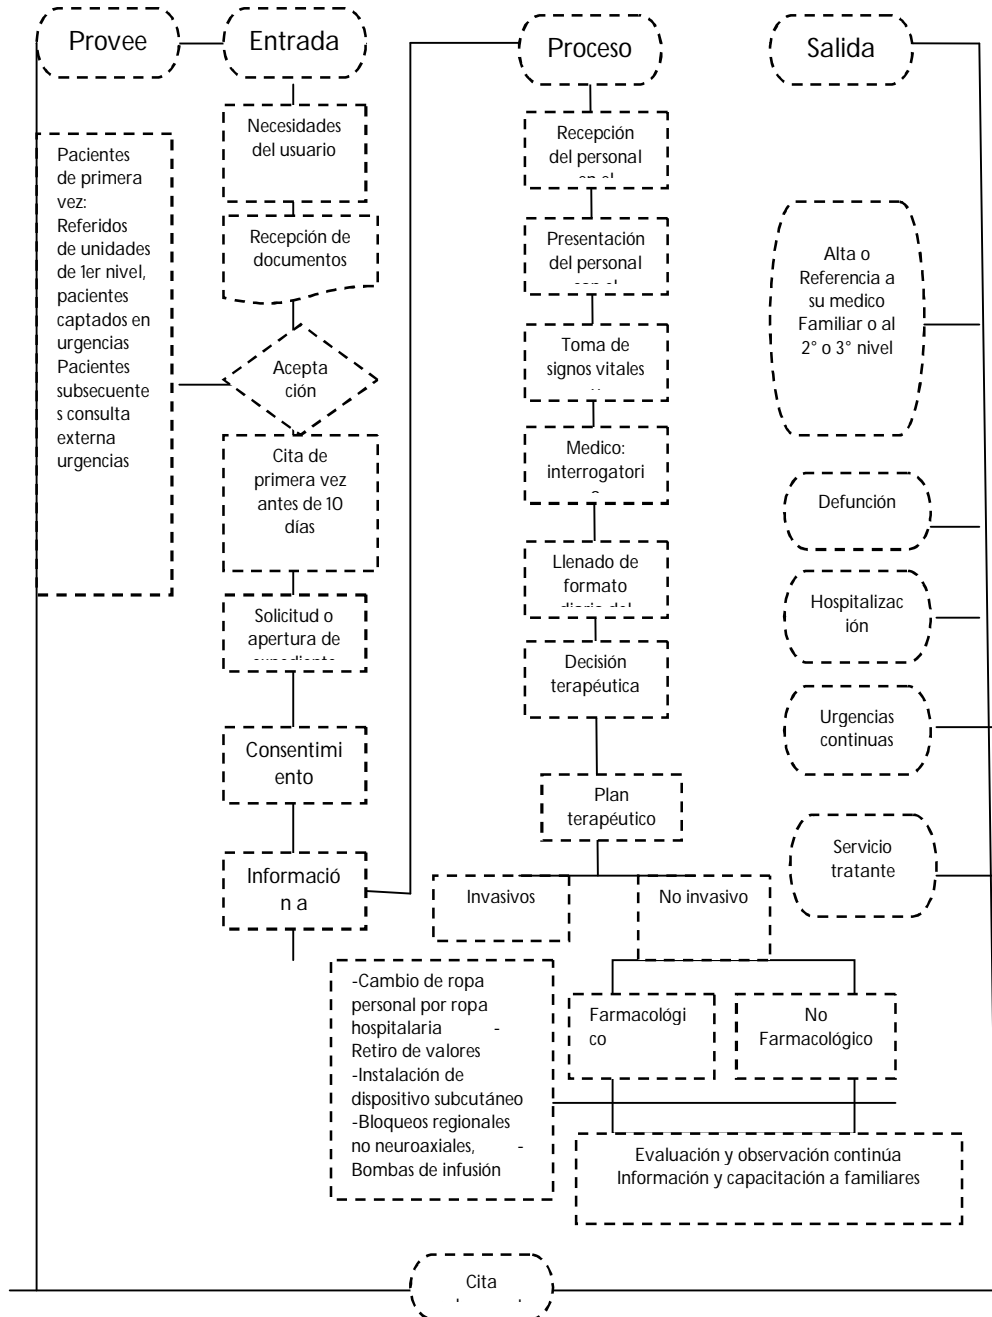 Provee
Entrada
Proceso
Salida
Pacientes
de primera
vez:
Referidos
de unidades
de 1er nivel,
pacientes
captados en
urgencias
Pacientes
subsecuente
s consulta
externa
urgencias
Necesidades
del usuario
Recepción de
documentos
Acepta
ción
Cita de
primera vez
antes de 10
días
Solicitud o
apertura de
Consentimi
ento
Informació
n a
Recepción
del personal
Presentación
del personal
Toma de
signos vitales
Medico:
interrogatori
Llenado de
formato
Decisión
terapéutica
Plan
terapéutico
Invasivos
No invasivo
-Cambio de ropa
personal por ropa
hospitalaria -
Retiro de valores
-Instalación de
dispositivo subcutáneo
-Bloqueos regionales
no neuroaxiales, -
Bombas de infusión
Farmacológi
co
No
Farmacológico
Evaluación y observación continúa
Información y capacitación a familiares
Alta o
Referencia a
su medico
Familiar o al
2° o 3° nivel
Defunción
Hospitalizac
ión
Urgencias
continuas
Servicio
tratante
Cita